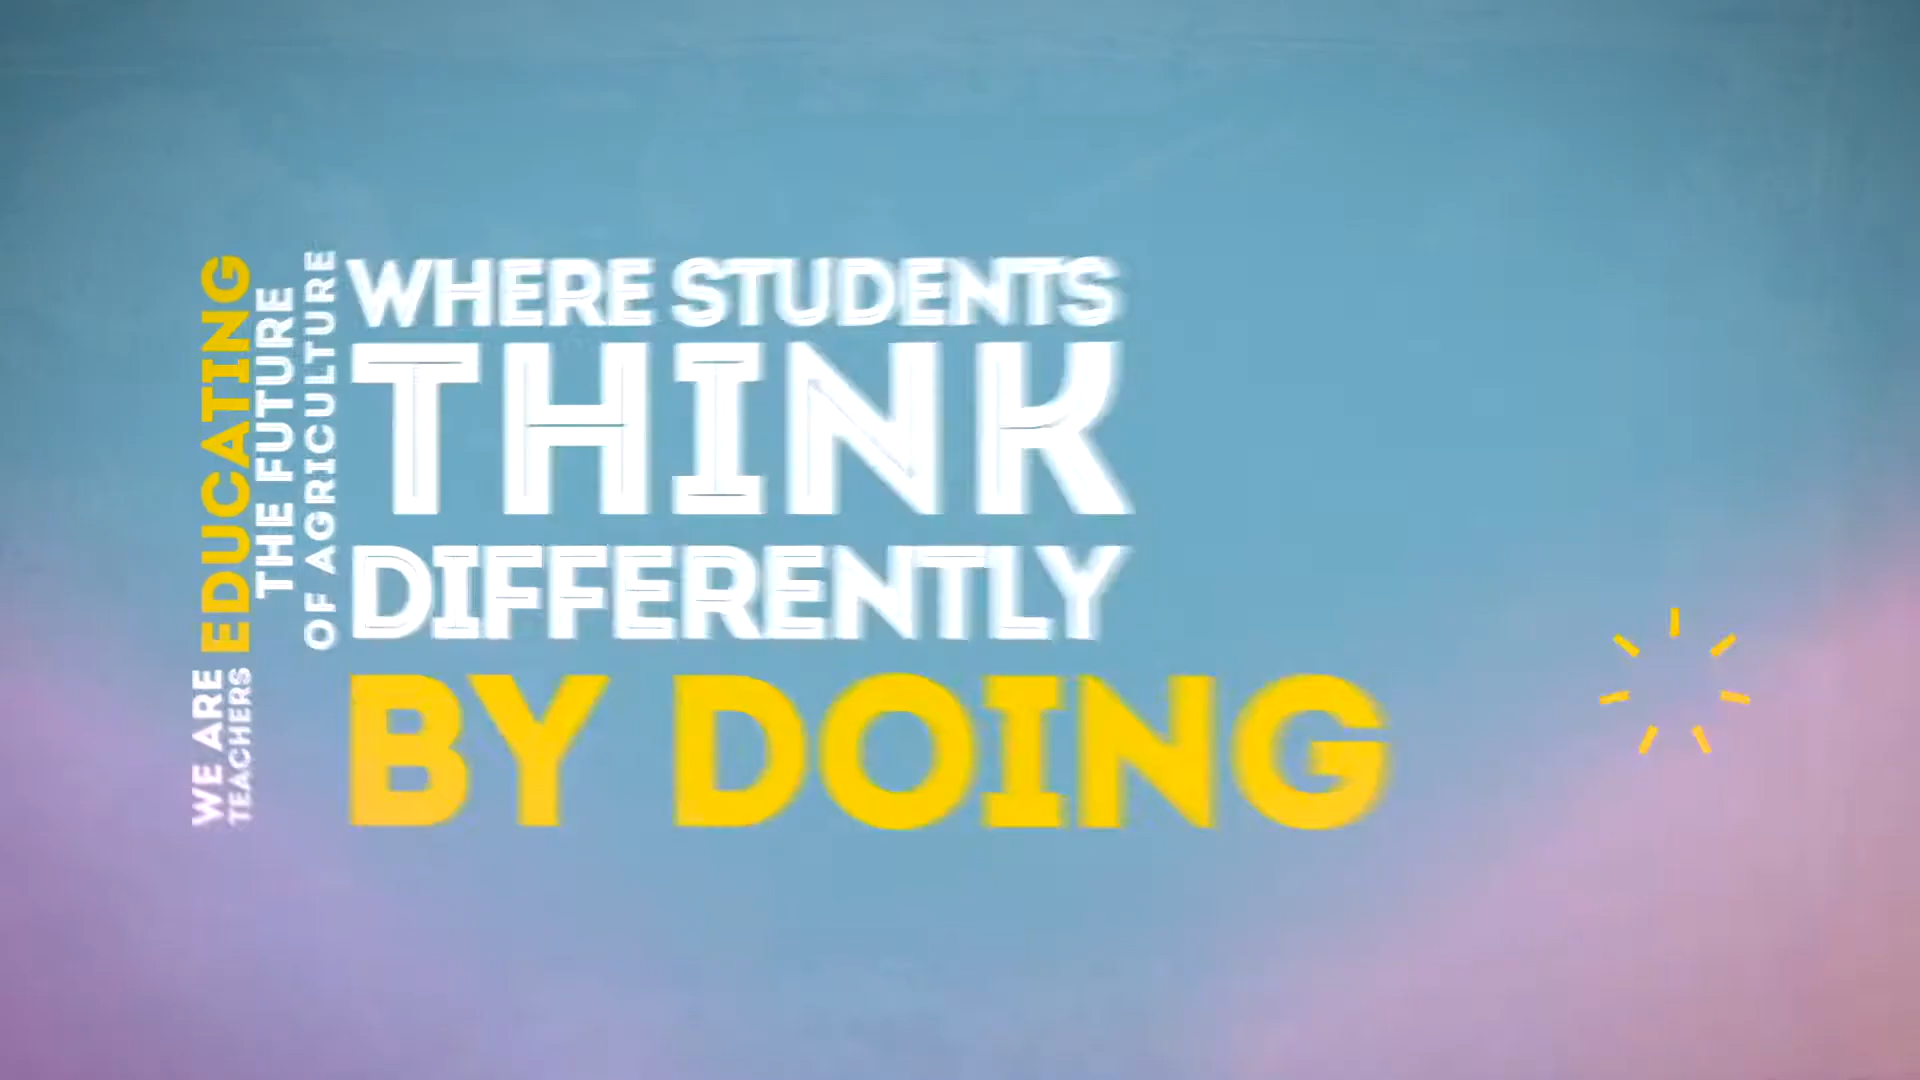 WE ARE
TEACHERS
EDUCATING
THE FUTURE
OF AGRICULTURE
WHERE STUDENTS
THINK
DIFFERENTLY
BY DOING